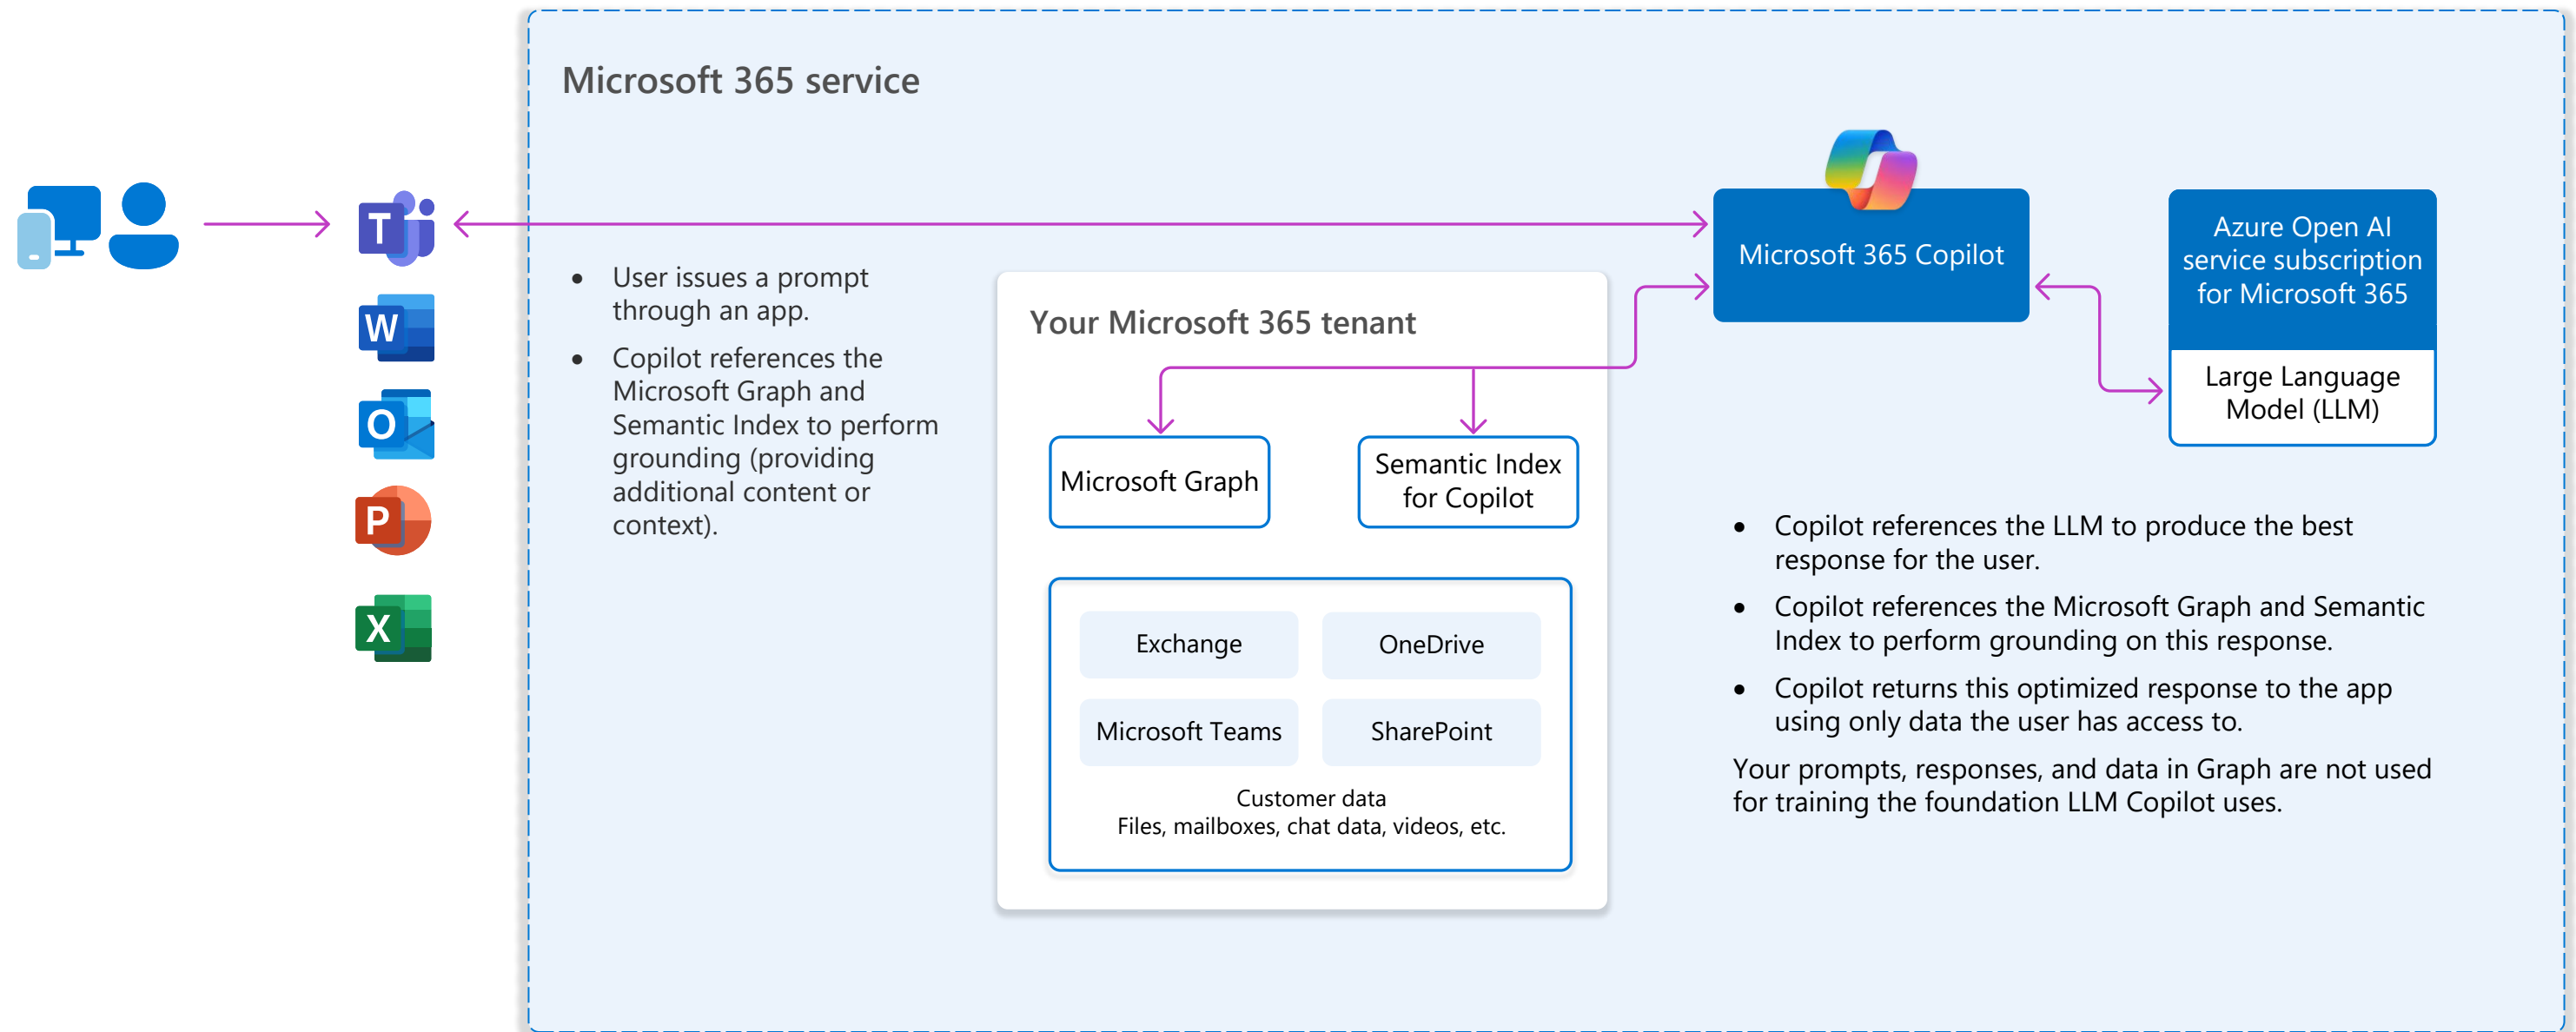 Microsoft 365 service
T
W
O
P
X
• User issues a prompt
through an app.
• Copilot references the
Microsoft Graph and
Semantic Index to perform
grounding (providing
additional content or
context).
Your Microsoft 365 tenant
Microsoft Graph
Semantic Index
for Copilot
Exchange
OneDrive
Microsoft Teams
SharePoint
Customer data
Files, mailboxes, chat data, videos, etc.
Microsoft 365 Copilot
Azure Open AI
service subscription
for Microsoft 365
Large Language
Model (LLM)
• Copilot references the LLM to produce the best
response for the user.
• Copilot references the Microsoft Graph and Semantic
Index to perform grounding on this response.
• Copilot returns this optimized response to the app
using only data the user has access to.
Your prompts, responses, and data in Graph are not used
for training the foundation LLM Copilot uses.